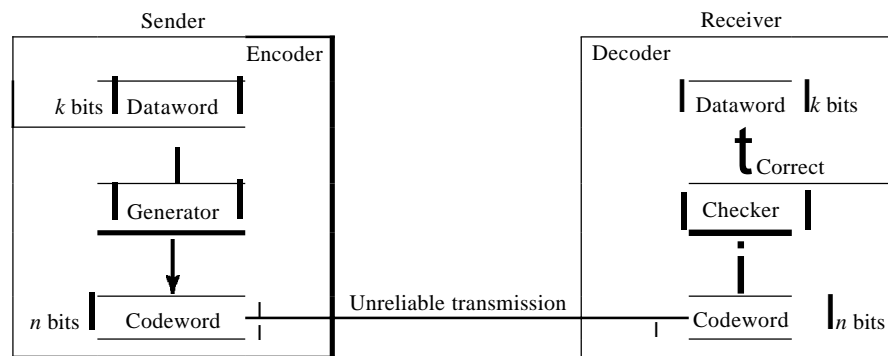 Sender
Receiver
Encoder
Decoder
k bits
Dataword
Dataword
k bits
t Correct
Generator
Checker
i
n bits
Codeword
Unreliable transmission
Codeword
n bits